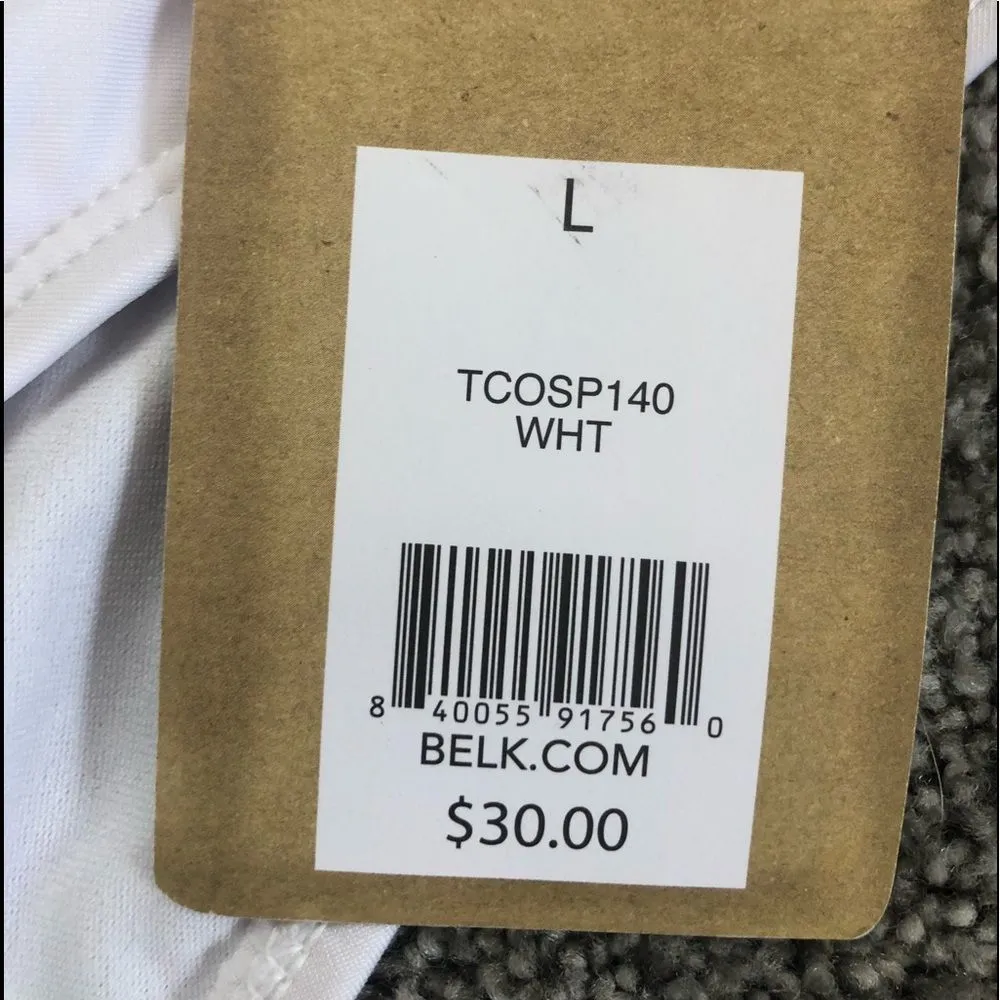 L
TCOSP140
WHT
8 40055 91756 0
BELK.COM
$30.00